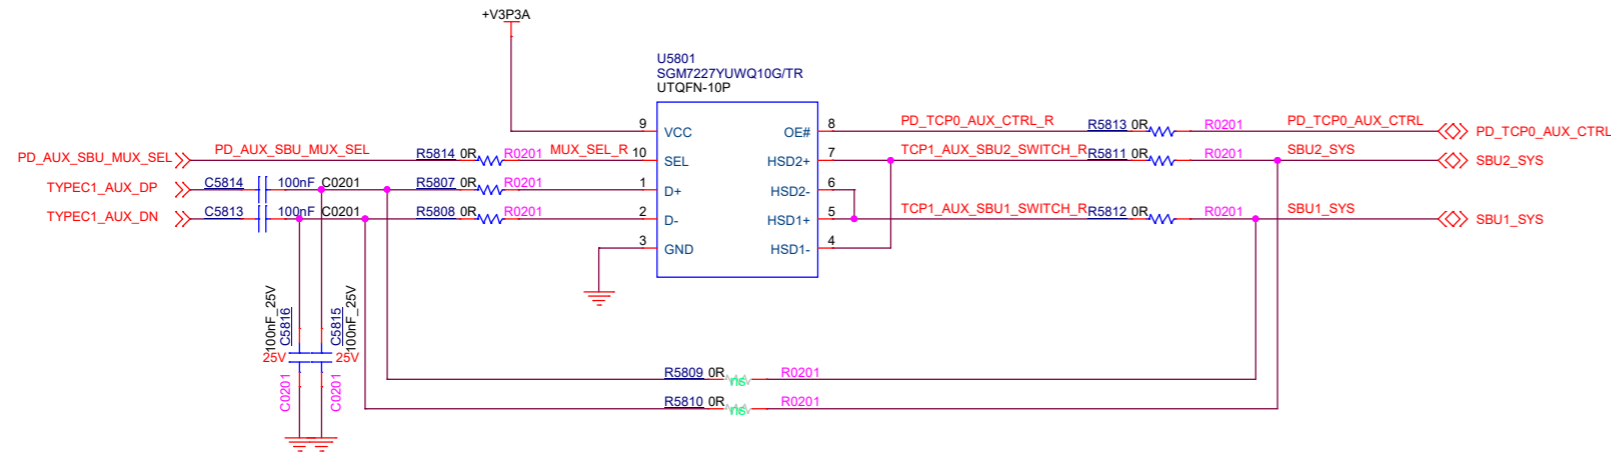 +V3P3A
U5801
SGM7227YUWQ10G/TR
UTQFN-10P
9 VCC OE# 8 PD_TCP0_AUX_CTRL_R R5813 0R R0201 PD_TCP0_AUX_CTRL PD_TCP0_AUX_CTRL
PD_AUX_SBU_MUX_SEL PD_AUX_SBU_MUX_SEL R5814 0R R0201 MUX_SEL_R 10 SEL HSD2+ 7 TCP1_AUX_SBU2_SWITCH_R R5811 0R R0201 SBU2_SYS SBU2_SYS
TYPEC1_AUX_DP C5814 100nF C0201 R5807 0R R0201 1 D+ HSD2- 6
TYPEC1_AUX_DN C5813 100nF C0201 R5808 0R R0201 2 D- HSD1+ 5 TCP1_AUX_SBU1_SWITCH_R R5812 0R R0201 SBU1_SYS SBU1_SYS
3 GND HSD1- 4
100nF_25V
C5816
25V
C0201
C5815
100nF_25V
25V
C0201
R5809 0R ns R0201
R5810 0R ns R0201